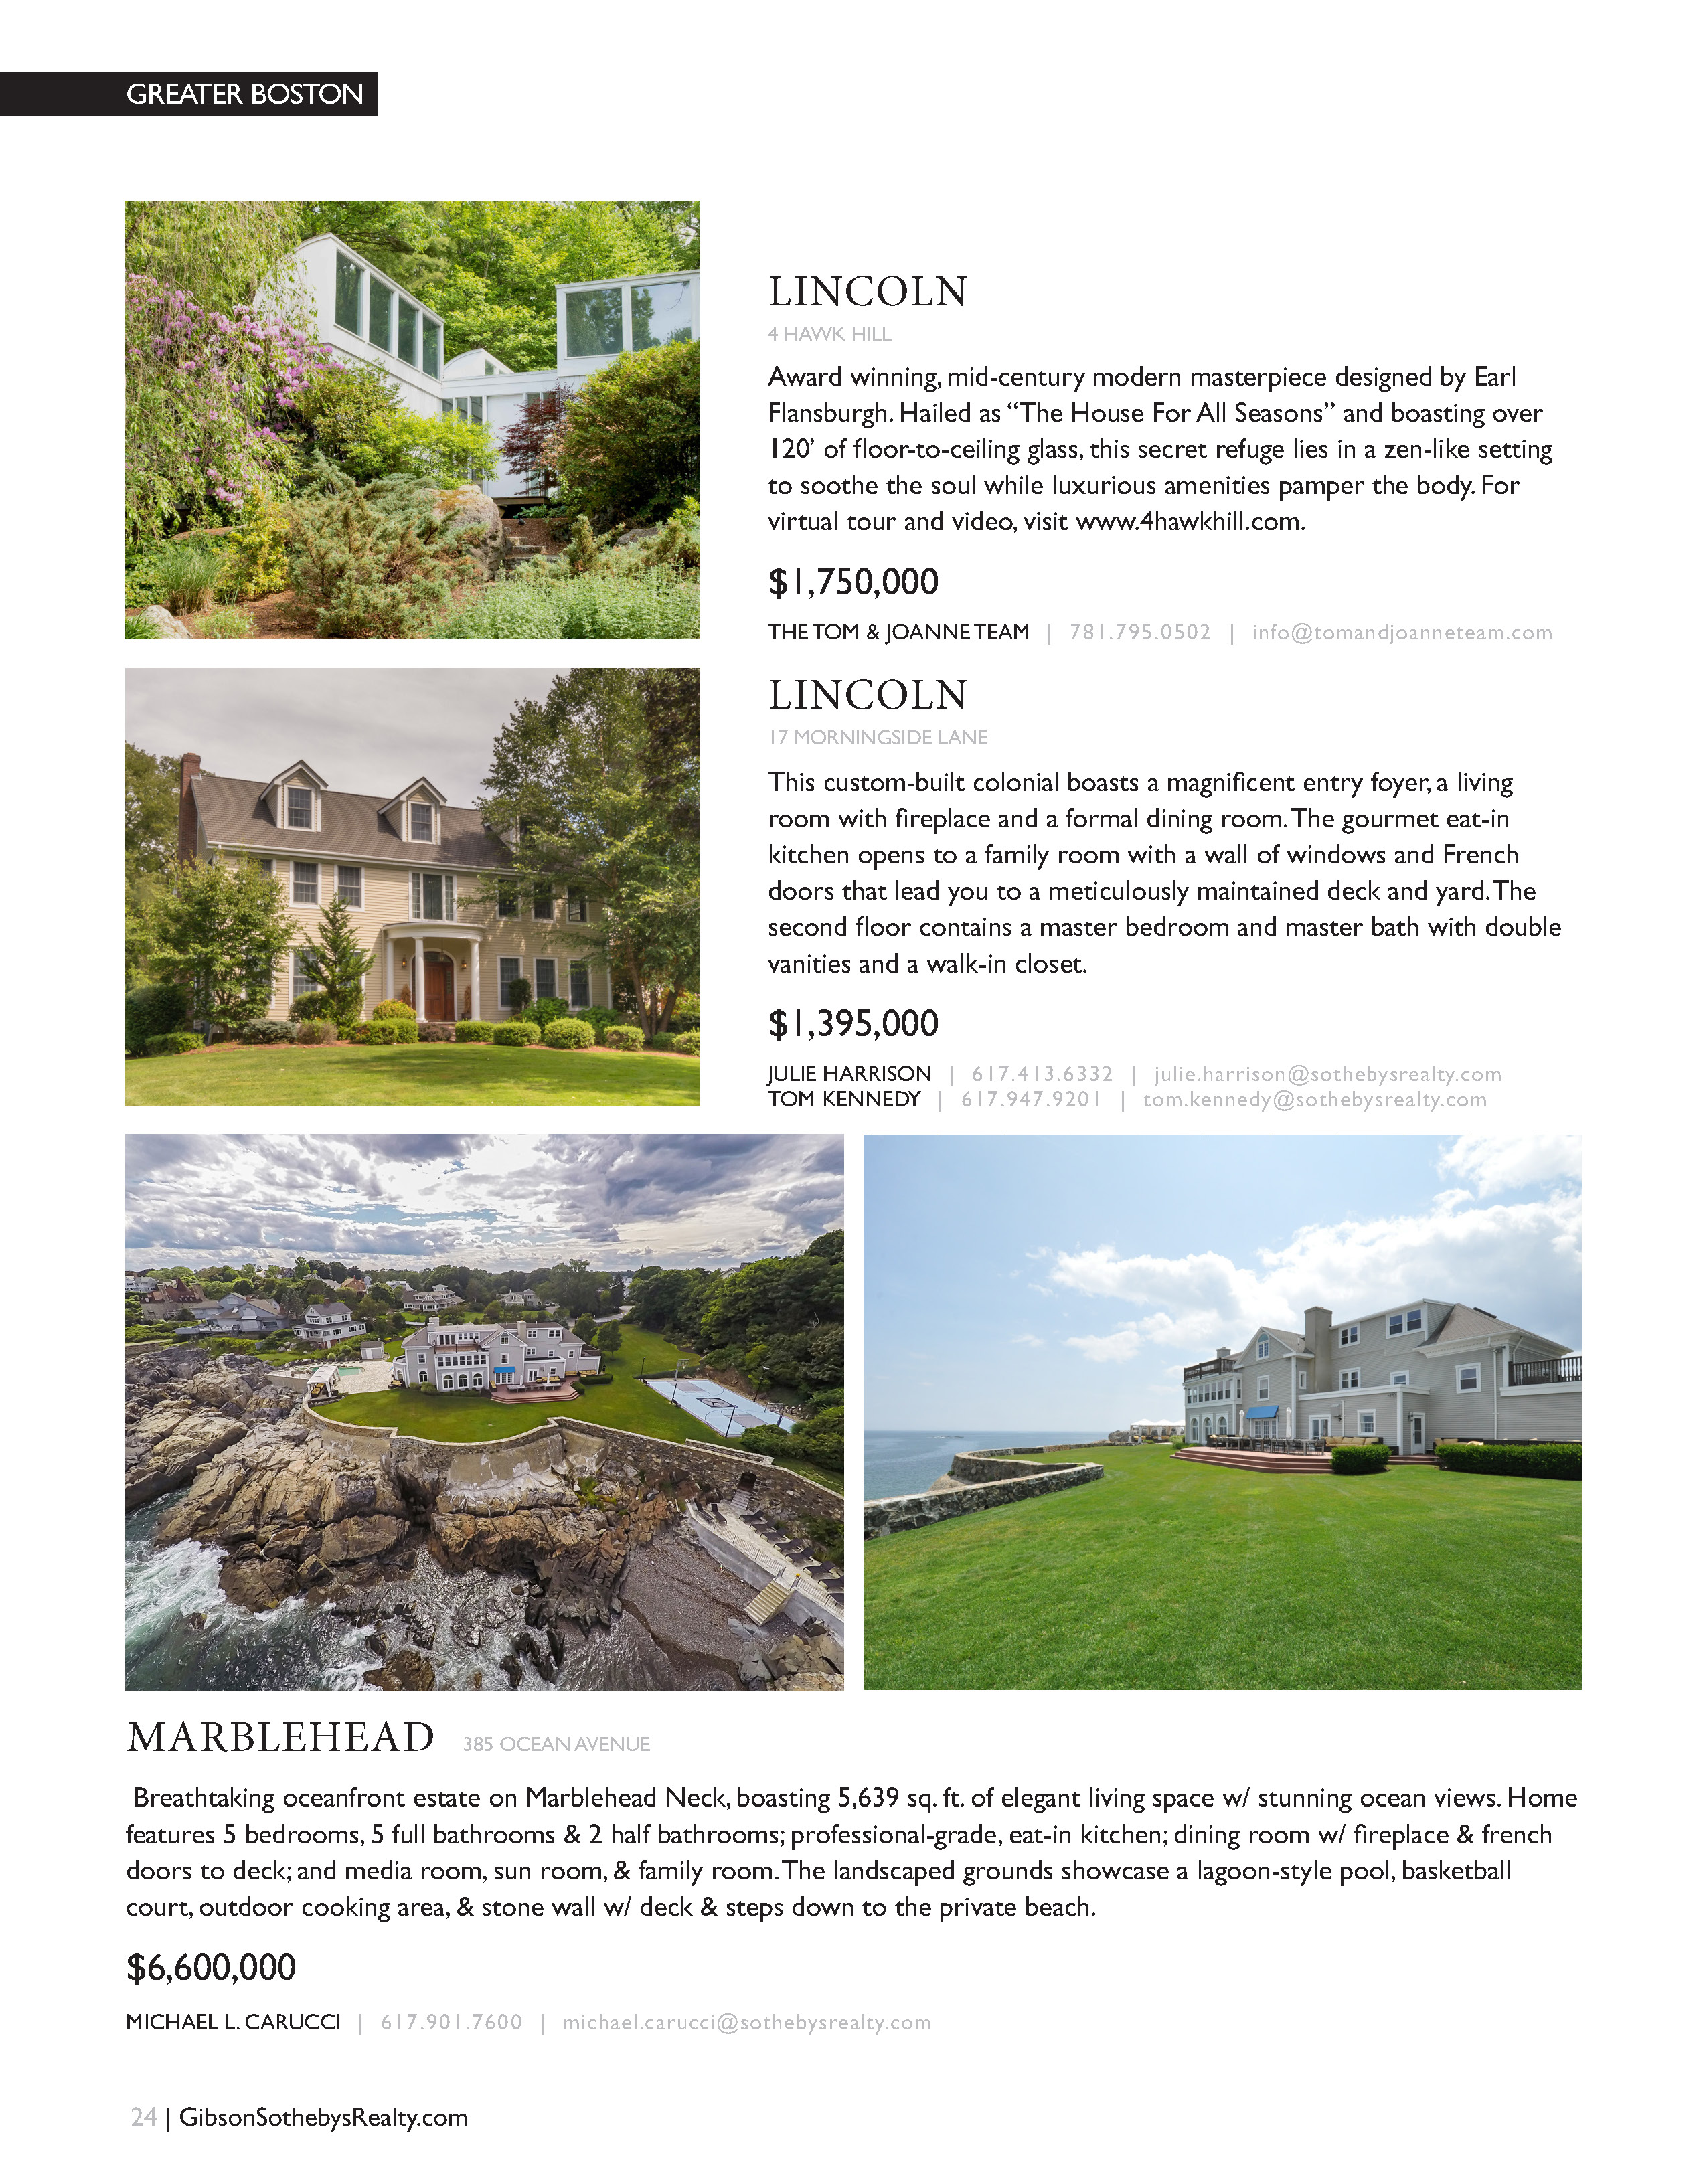 GREATER BOSTON
LINCOLN
4 HAWK HILL
Award winning, mid-century modern masterpiece designed by Earl
Flansburgh. Hailed as “The House For All Seasons” and boasting over
120’ of floor-to-ceiling glass, this secret refuge lies in a zen-like setting
to soothe the soul while luxurious amenities pamper the body. For
virtual tour and video, visit www.4hawkhill.com.
$1,750,000
THE TOM & JOANNE TEAM | 781.795.0502 | info@tomandjoanneteam.com
LINCOLN
17 MORNINGSIDE LANE
This custom-built colonial boasts a magnificent entry foyer, a living
room with fireplace and a formal dining room. The gourmet eat-in
kitchen opens to a family room with a wall of windows and French
doors that lead you to a meticulously maintained deck and yard. The
second floor contains a master bedroom and master bath with double
vanities and a walk-in closet.
$1,395,000
JULIE HARRISON | 617.413.6332 | julie.harrison@sothebysrealty.com
TOM KENNEDY | 617.947.9201 | tom.kennedy@sothebysrealty.com
MARBLEHEAD 385 OCEAN AVENUE
Breathtaking oceanfront estate on Marblehead Neck, boasting 5,639 sq. ft. of elegant living space w/ stunning ocean views. Home
features 5 bedrooms, 5 full bathrooms & 2 half bathrooms; professional-grade, eat-in kitchen; dining room w/ fireplace & french
doors to deck; and media room, sun room, & family room. The landscaped grounds showcase a lagoon-style pool, basketball
court, outdoor cooking area, & stone wall w/ deck & steps down to the private beach.
$6,600,000
MICHAEL L. CARUCCI | 617.901.7600 | michael.carucci@sothebysrealty.com
24 | GibsonSothebysRealty.com